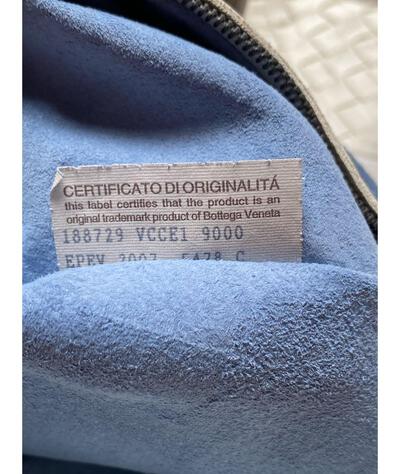 CERTIFICATO DI ORIGINALITÁ
this label certifies that the product is an
original trademark product of Bottega Veneta
188729 VCCE1 9000
C